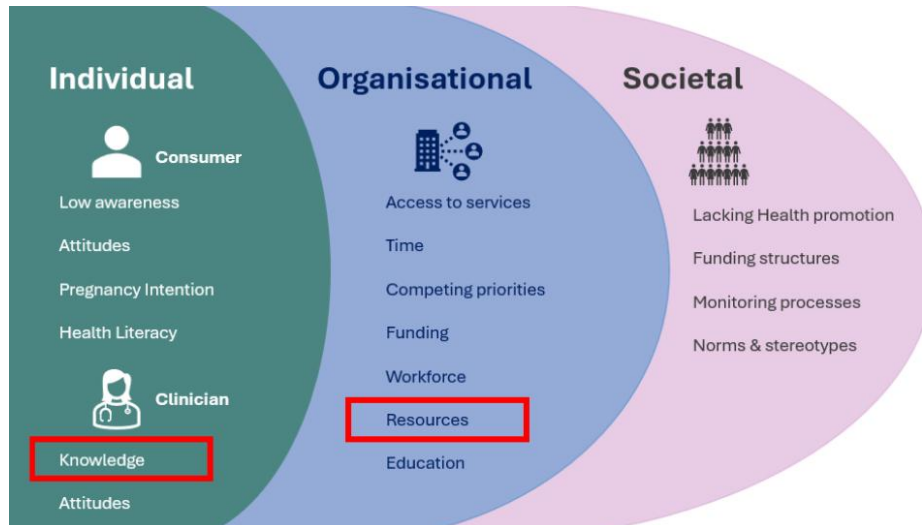 Individual
Consumer
Low awareness
Attitudes
Pregnancy Intention
Health Literacy
Clinician
Knowledge
Attitudes
Organisational
Access to services
Time
Competing priorities
Funding
Workforce
Resources
Education
Societal
Lacking Health promotion
Funding structures
Monitoring processes
Norms & stereotypes